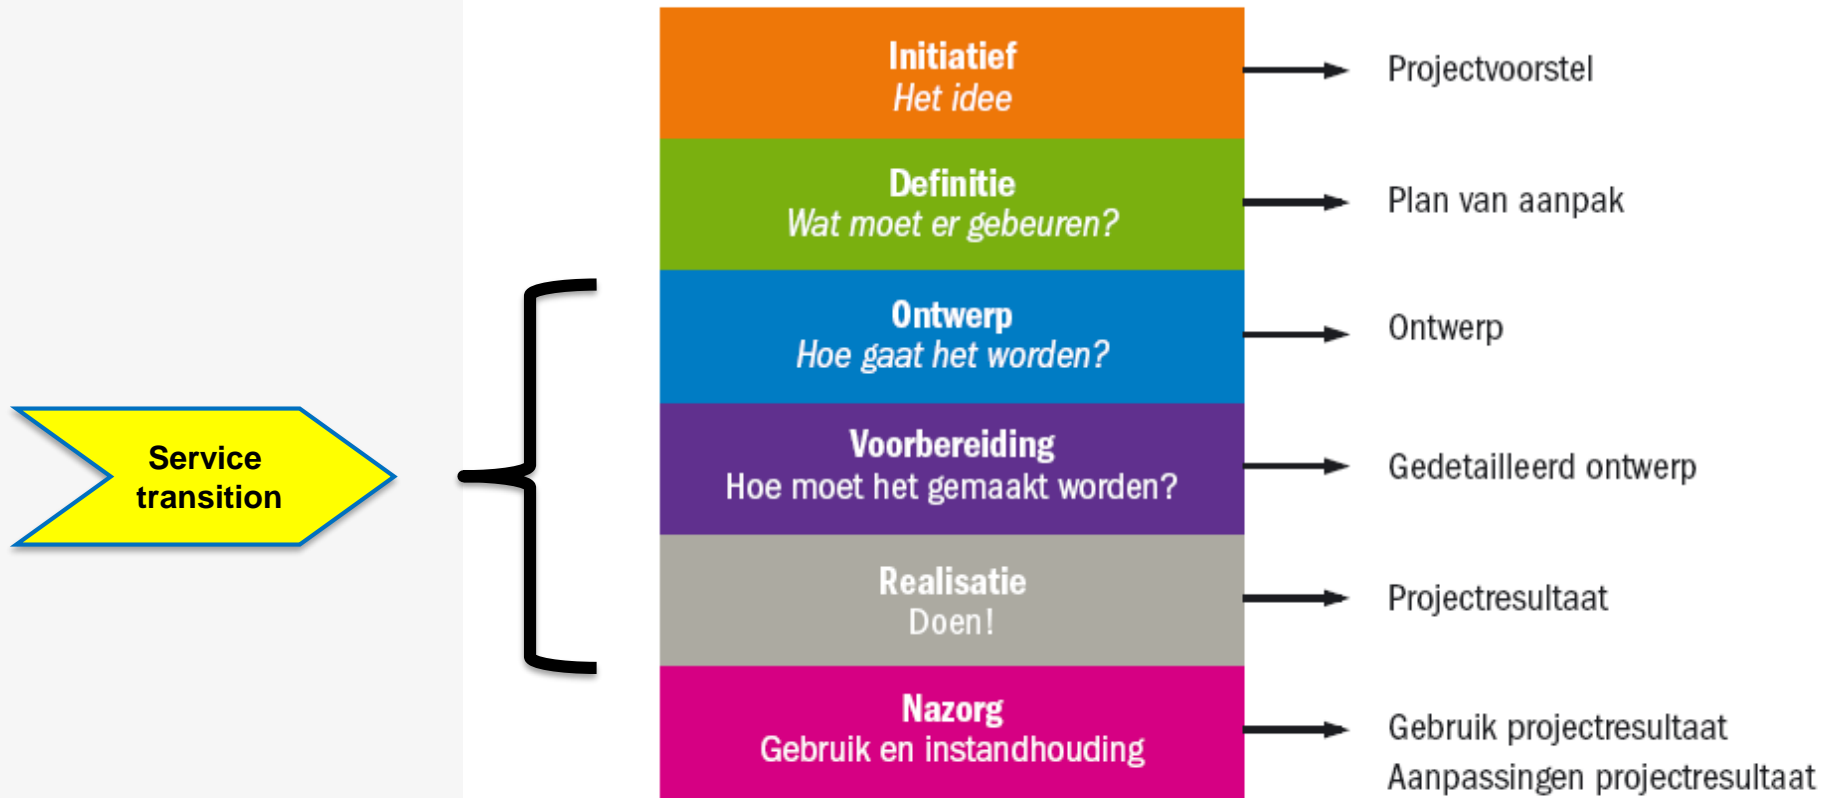 Initiatief
Het idee
Projectvoorstel
Definitie
Wat moet er gebeuren?
Plan van aanpak
Ontwerp
Hoe gaat het worden?
Ontwerp
Service
transition
Voorbereiding
Hoe moet het gemaakt worden?
Gedetailleerd ontwerp
Realisatie
Doen!
Projectresultaat
Nazorg
Gebruik en instandhouding
Gebruik projectresultaat
Aanpassingen projectresultaat